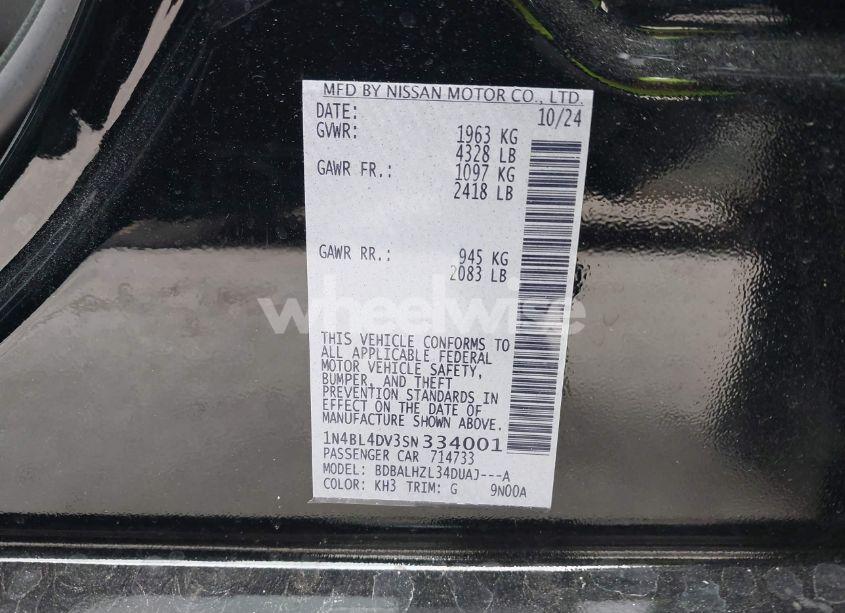 MFD BY NISSAN MOTOR CO., LTD.
DATE: 10/24
GVWR: 1963 KG
4328 LB
GAWR FR.: 1097 KG
2418 LB
GAWR RR.: 945 KG
2083 LB
wheelwise
THIS VEHICLE CONFORMS TO
ALL APPLICABLE FEDERAL
MOTOR VEHICLE SAFETY,
BUMPER, AND THEFT
PREVENTION STANDARDS IN
EFFECT ON THE DATE OF
MANUFACTURE SHOWN ABOVE.
1N4BL4DV3SN334001
PASSENGER CAR 714733
MODEL: BDBALHZL34DUAJ---A
COLOR: KH3 TRIM: G 9N00A